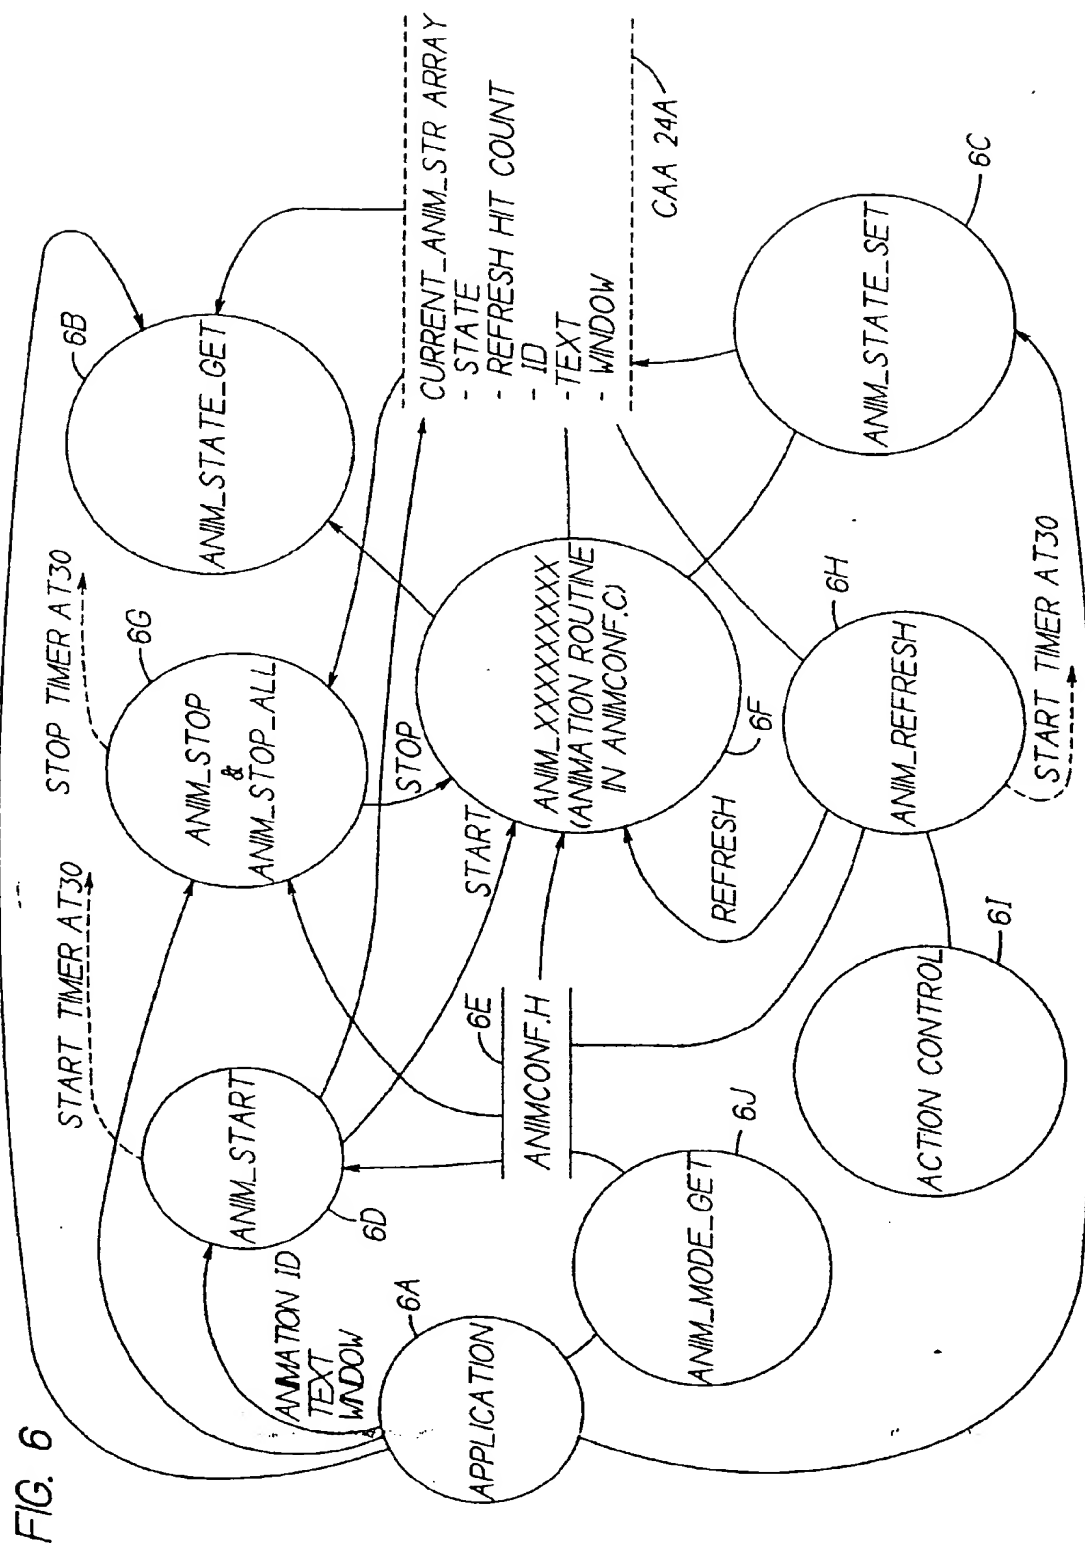 FIG. 6
START TIMER AT30
STOP TIMER AT30
6G
6B
ANIM_STATE_GET
ANIM_STOP
&
ANIM_STOP_ALL
ANIM_START
6D
ANIMATION ID
TEXT
WINDOW
6A
APPLICATION
STOP
START
6E
ANIMCONF.H
ANIM_XXXXXXXXX
(ANIMATION ROUTINE
IN ANIMCONF.C)
6F
CURRENT_ANIM_STR ARRAY
- STATE
- REFRESH HIT COUNT
- ID
- TEXT
- WINDOW
CAA 24A
REFRESH
6J
ANIM_MODE_GET
6H
ANIM_REFRESH
6C
ANIM_STATE_SET
6I
ACTION CONTROL
START TIMER AT30